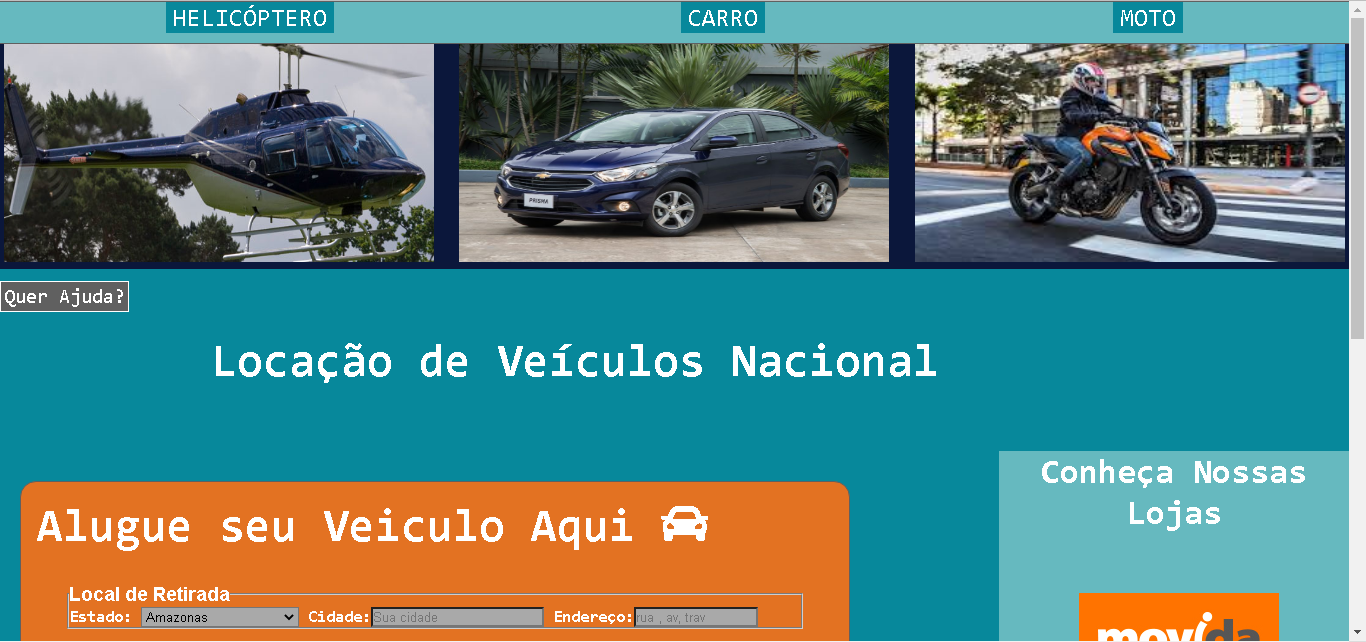 HELICÓPTERO CARRO MOTO
PRISMA
Quer Ajuda?
Locação de Veículos Nacional
Conheça Nossas
Lojas
Alugue seu Veiculo Aqui
Local de Retirada
Estado: Amazonas Cidade: Sua cidade Endereço: rua , av, trav
movida